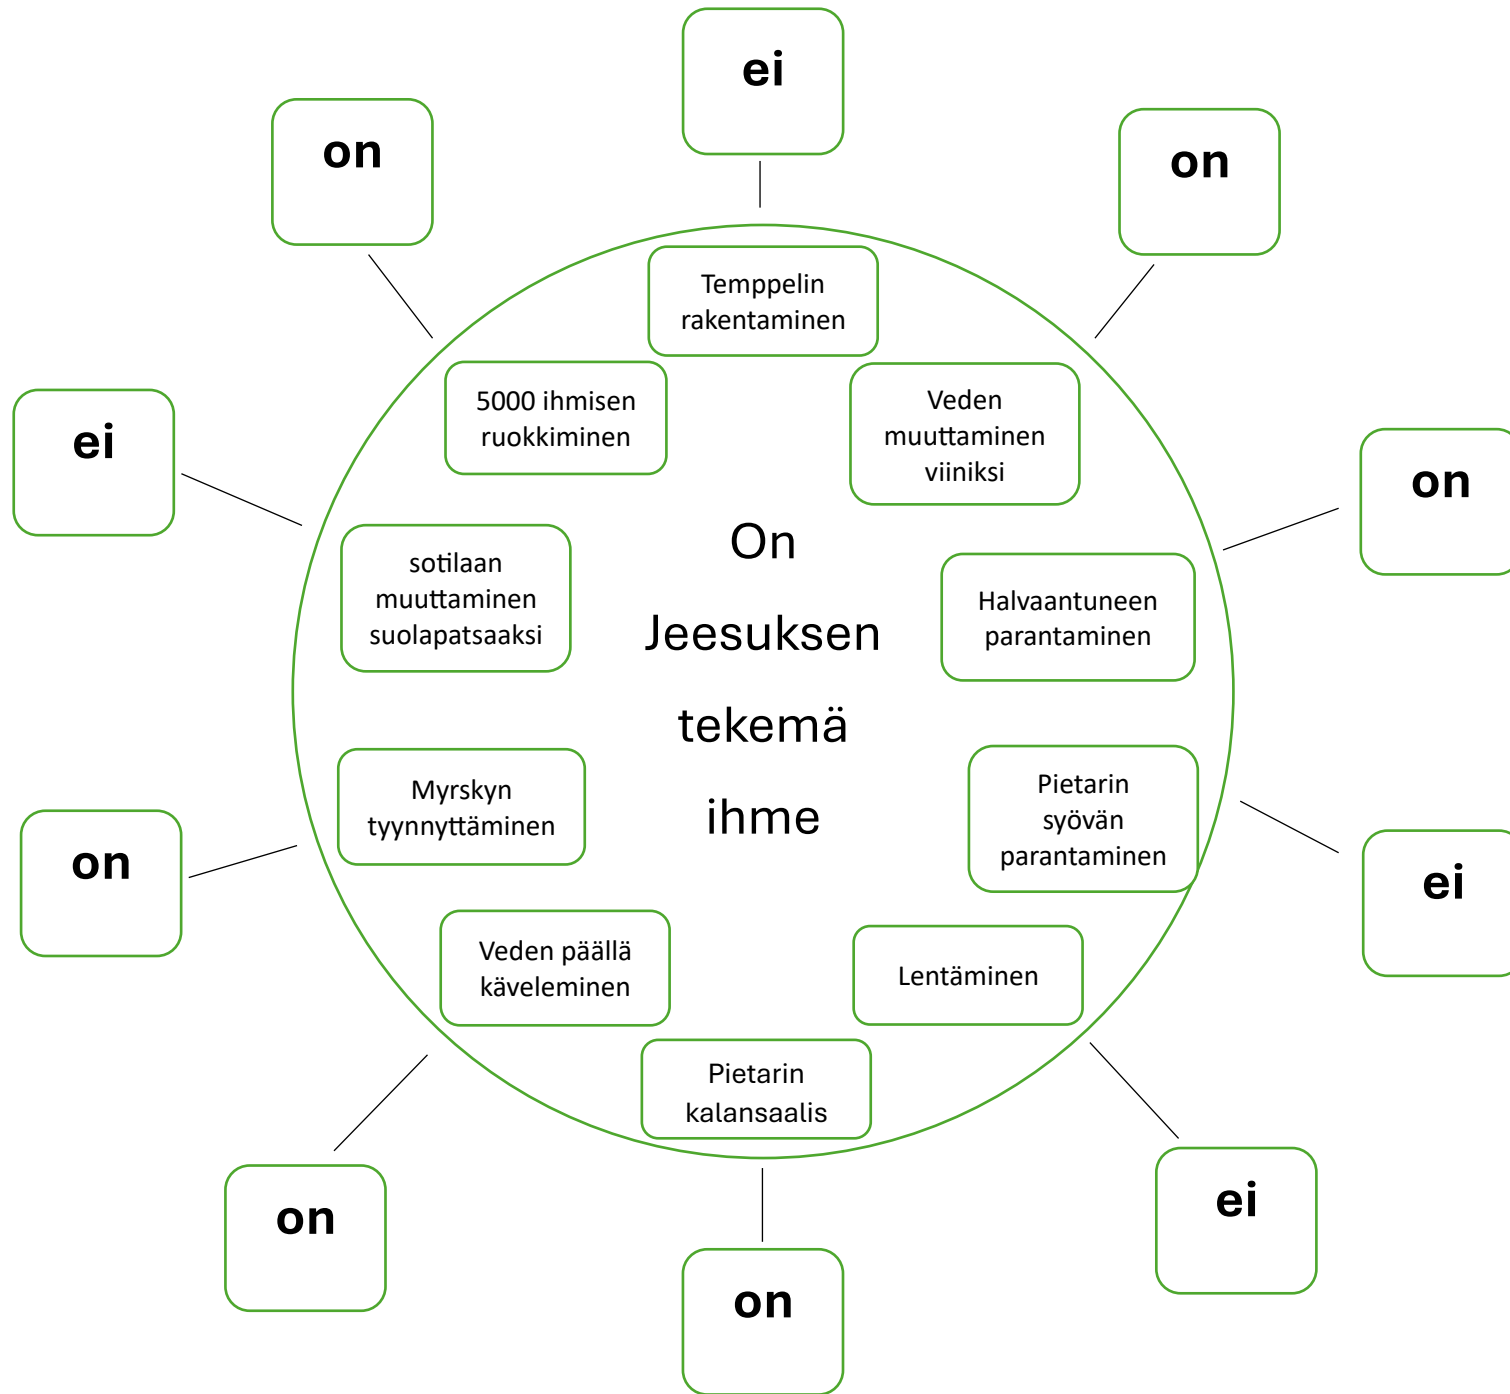 ei
on
on
Temppelin
rakentaminen
5000 ihmisen
ruokkiminen
Veden
muuttaminen
viiniksi
ei
on
sotilaan
muuttaminen
suolapatsaaksi
On
Jeesuksen
tekemä
ihme
Halvaantuneen
parantaminen
Myrskyn
tyynnyttäminen
Pietarin
syövän
parantaminen
on
ei
Veden päällä
käveleminen
Lentäminen
Pietarin
kalansaalis
on
ei
on